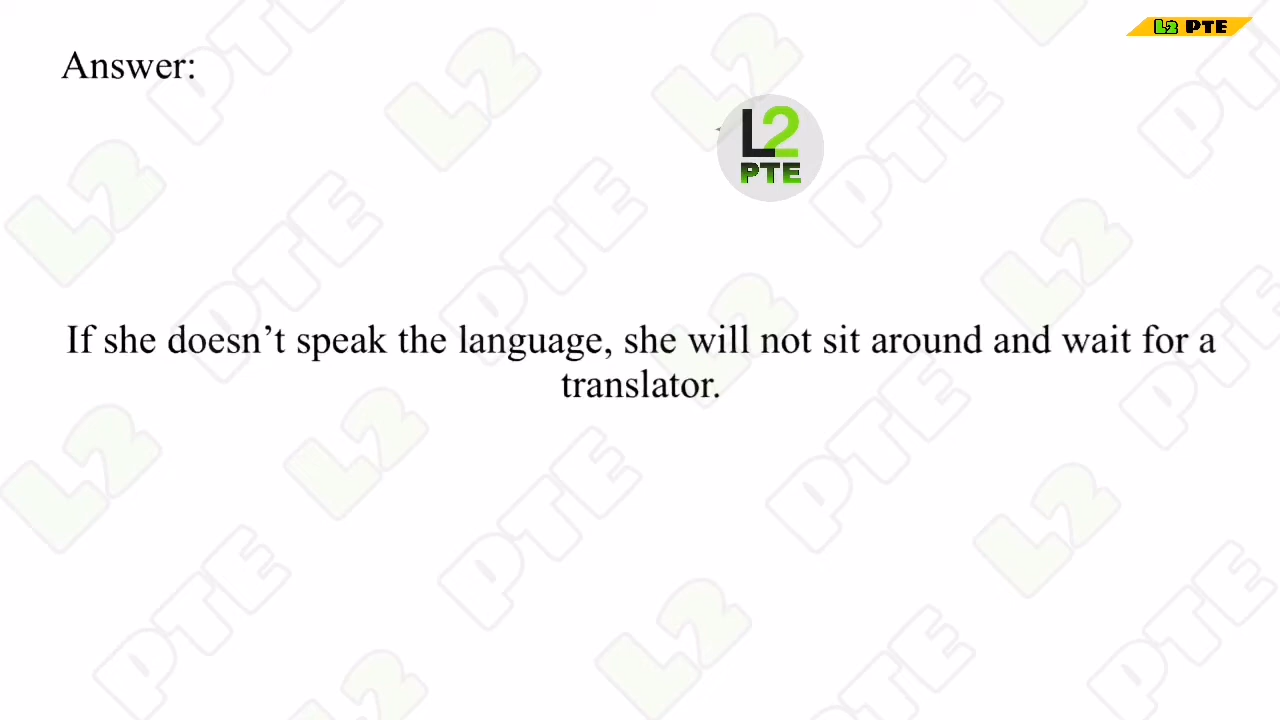 L2 PTE
Answer:
L2
PTE
If she doesn’t speak the language, she will not sit around and wait for a
translator.